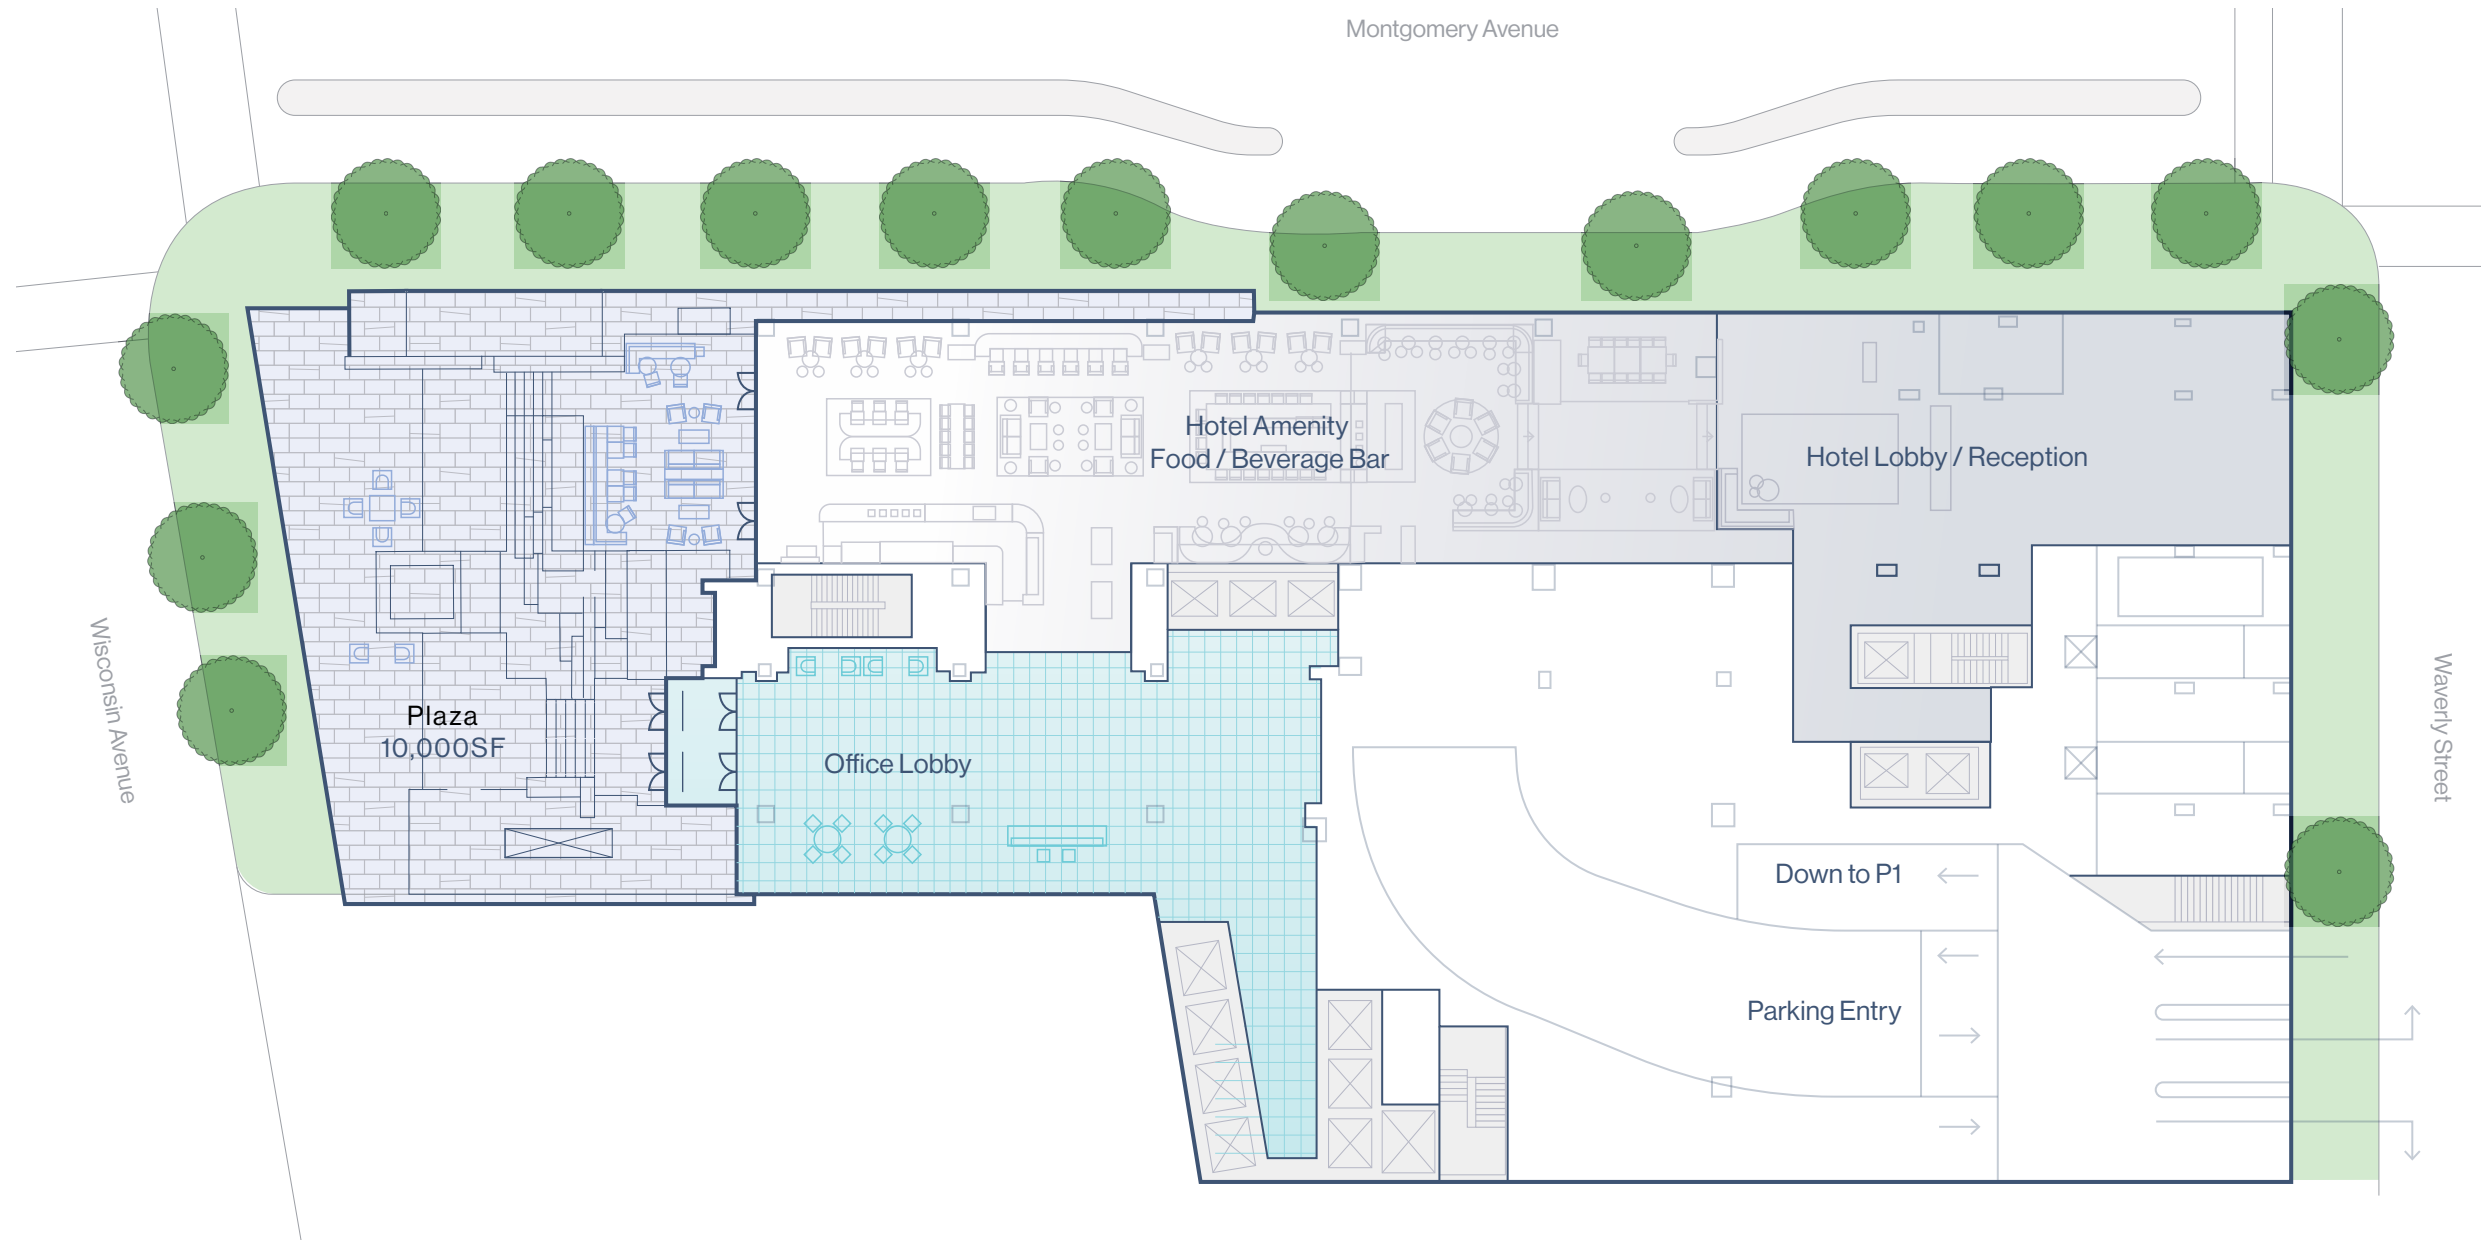 Montgomery Avenue
Hotel Amenity
Food / Beverage Bar
Hotel Lobby / Reception
Wisconsin Avenue
Waverly Street
Plaza
10,000SF
Office Lobby
Down to P1
Parking Entry